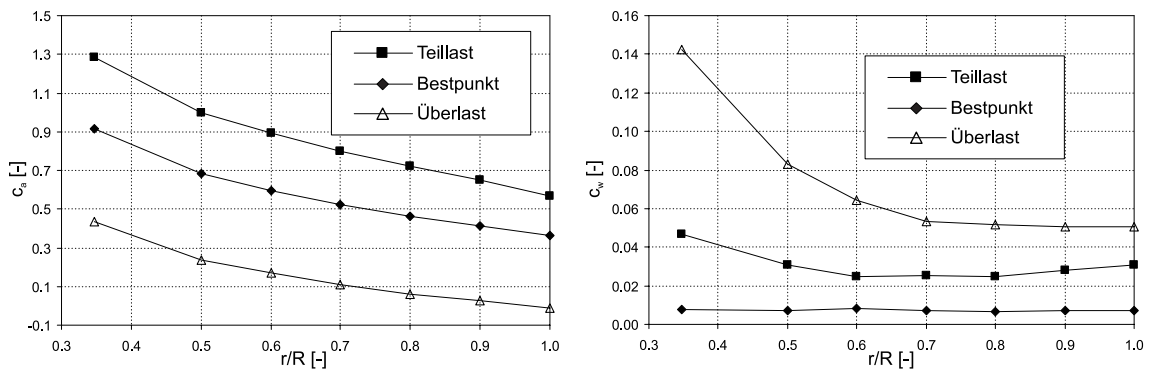 1.5
1.3
1.1
0.9
0.7
0.5
0.3
0.1
-0.1
c_a [-]
0.3 0.4 0.5 0.6 0.7 0.8 0.9 1.0
r/R [-]
Teillast
Bestpunkt
Überlast
0.16
0.14
0.12
0.10
0.08
0.06
0.04
0.02
0.00
c_w [-]
0.3 0.4 0.5 0.6 0.7 0.8 0.9 1.0
r/R [-]
Teillast
Bestpunkt
Überlast